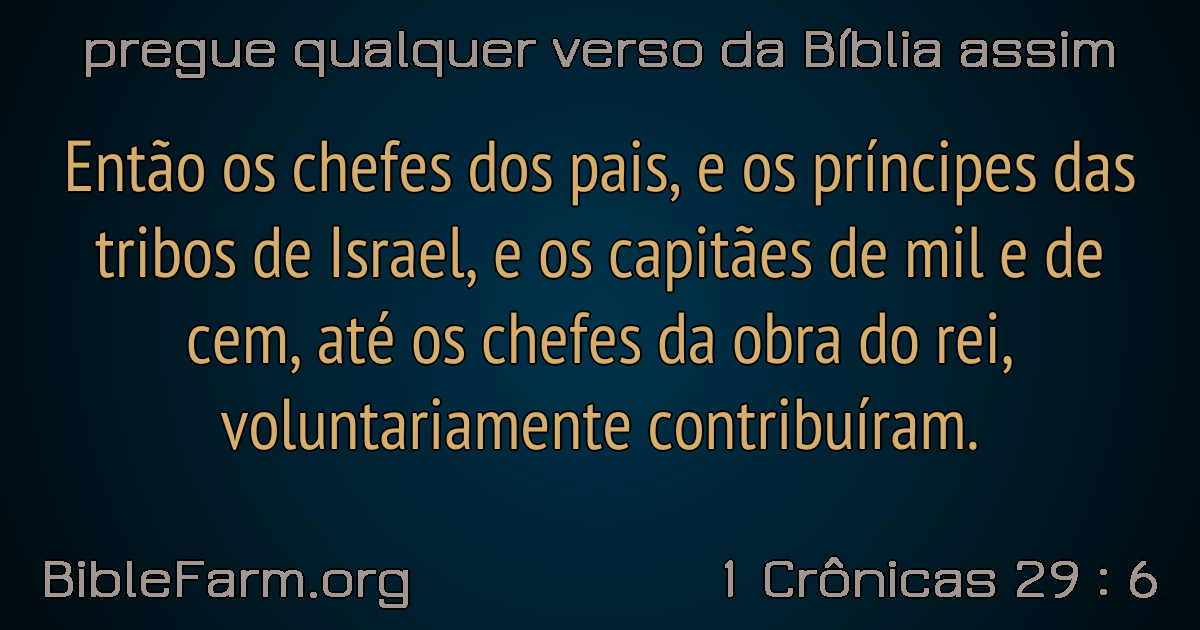 pregue qualquer verso da Bíblia assim
Então os chefes dos pais, e os príncipes das
tribos de Israel, e os capitães de mil e de
cem, até os chefes da obra do rei,
voluntariamente contribuíram.
BibleFarm.org
1 Crônicas 29 : 6